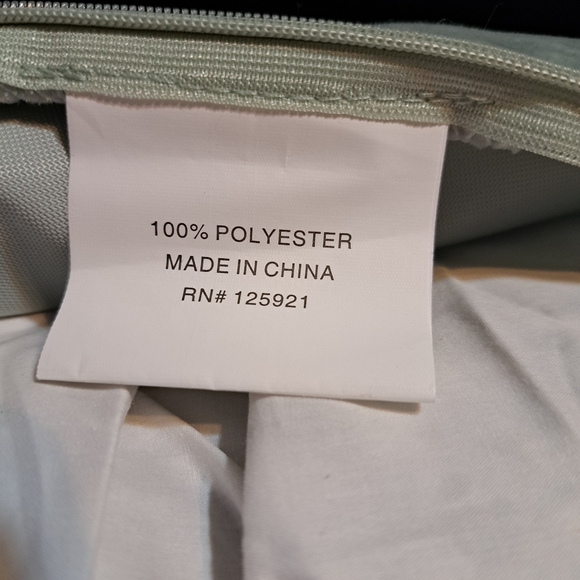 100% POLYESTER
MADE IN CHINA
RN# 125921